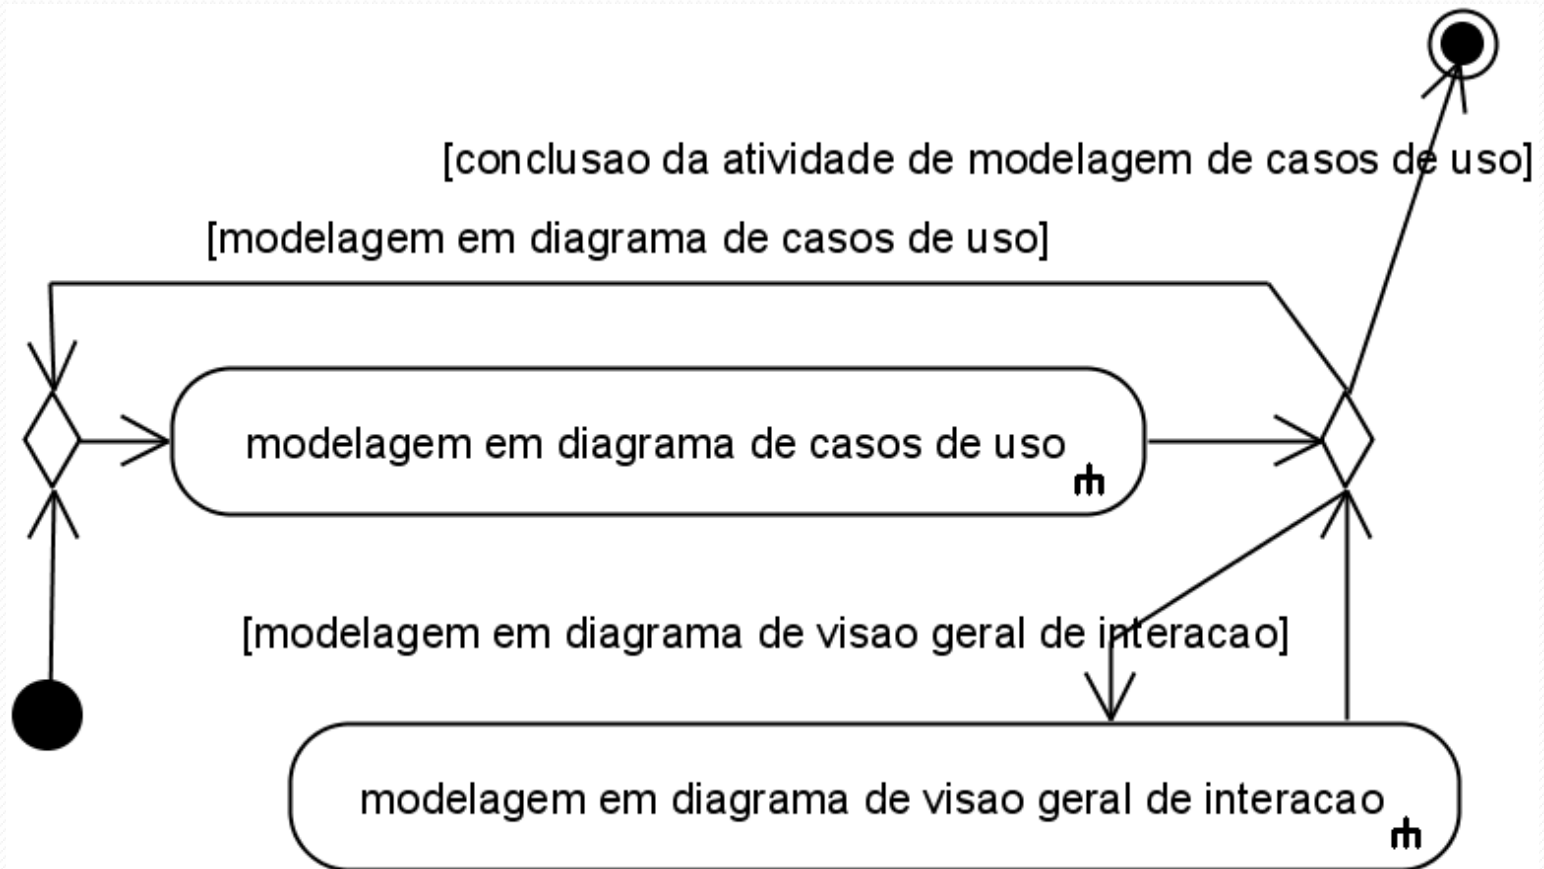 [conclusao da atividade de modelagem de casos de uso]
[modelagem em diagrama de casos de uso]
modelagem em diagrama de casos de uso
[modelagem em diagrama de visao geral de interacao]
modelagem em diagrama de visao geral de interacao